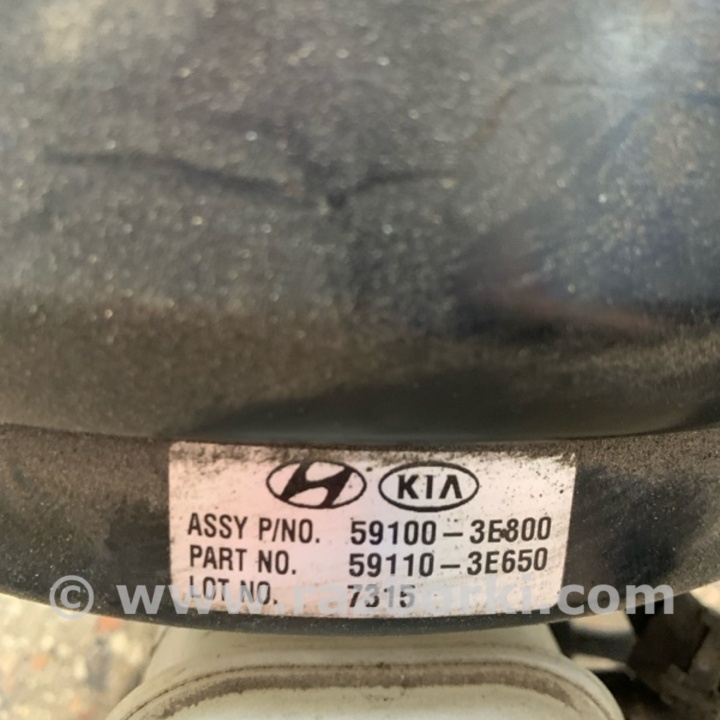 KIA
ASSY P/NO. 59100-3E800
PART NO. 59110-3E650
LOT NO. 7315